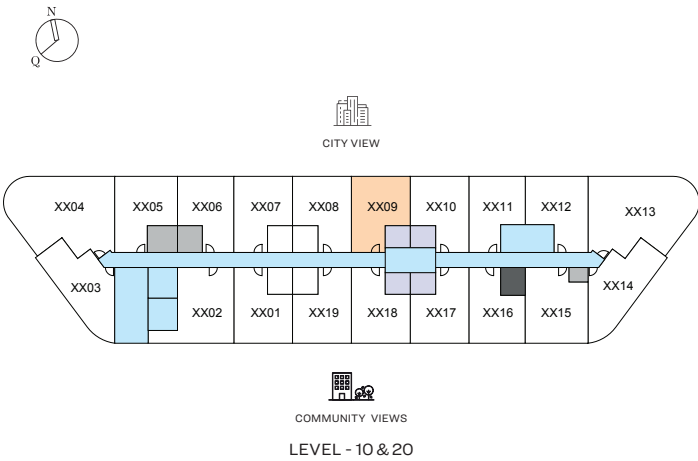 N
Q
CITY VIEW
XX04 XX05 XX06 XX07 XX08 XX09 XX10 XX11 XX12 XX13
XX03 XX14
XX02 XX01 XX19 XX18 XX17 XX16 XX15
COMMUNITY VIEWS
LEVEL - 10 & 20